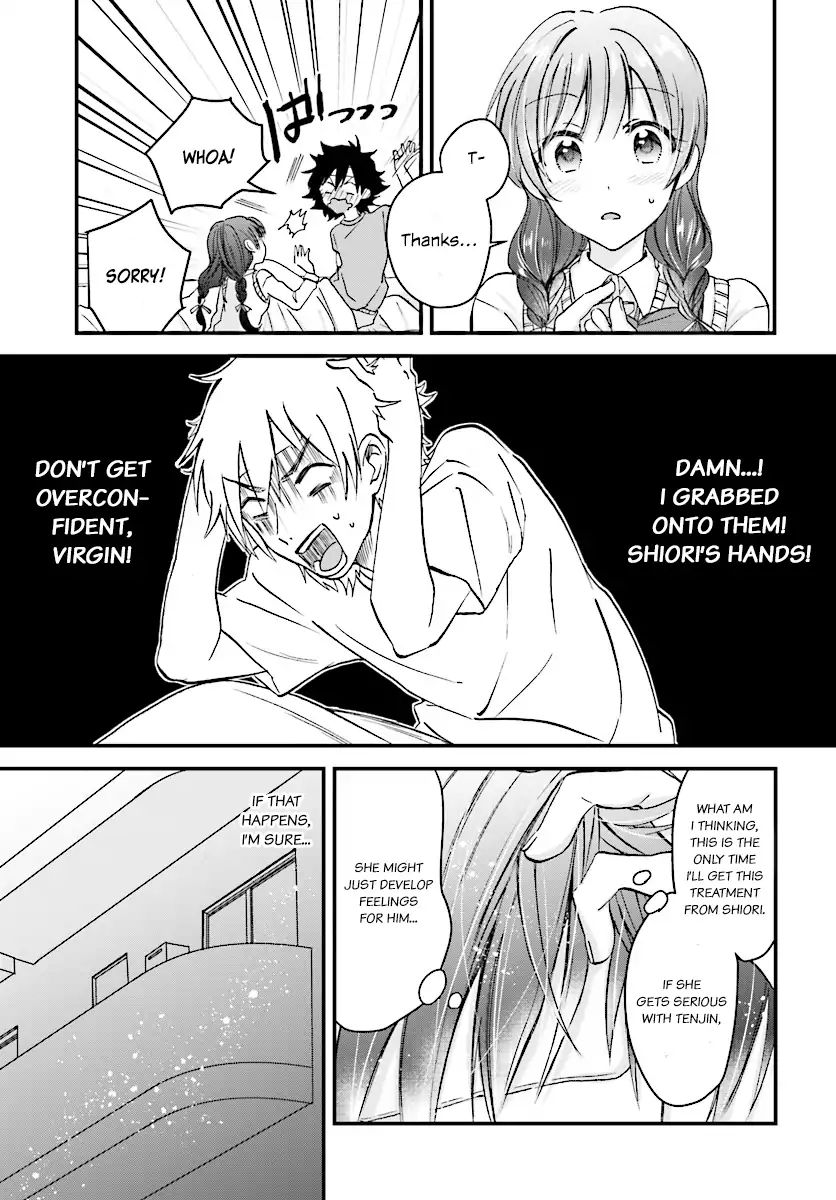 T-
Thanks...
WHOA!
ばーっっっ
SORRY!
DAMN...!
I GRABBED
ONTO THEM!
SHIORI'S HANDS!
DON'T GET
OVERCON-
FIDENT,
VIRGIN!
WHAT AM
I THINKING,
THIS IS THE
ONLY TIME
I'LL GET THIS
TREATMENT
FROM SHIORI.
IF SHE
GETS SERIOUS
WITH TENJIN,
SHE MIGHT
JUST DEVELOP
FEELINGS
FOR HIM...
IF THAT
HAPPENS,
I'M SURE...